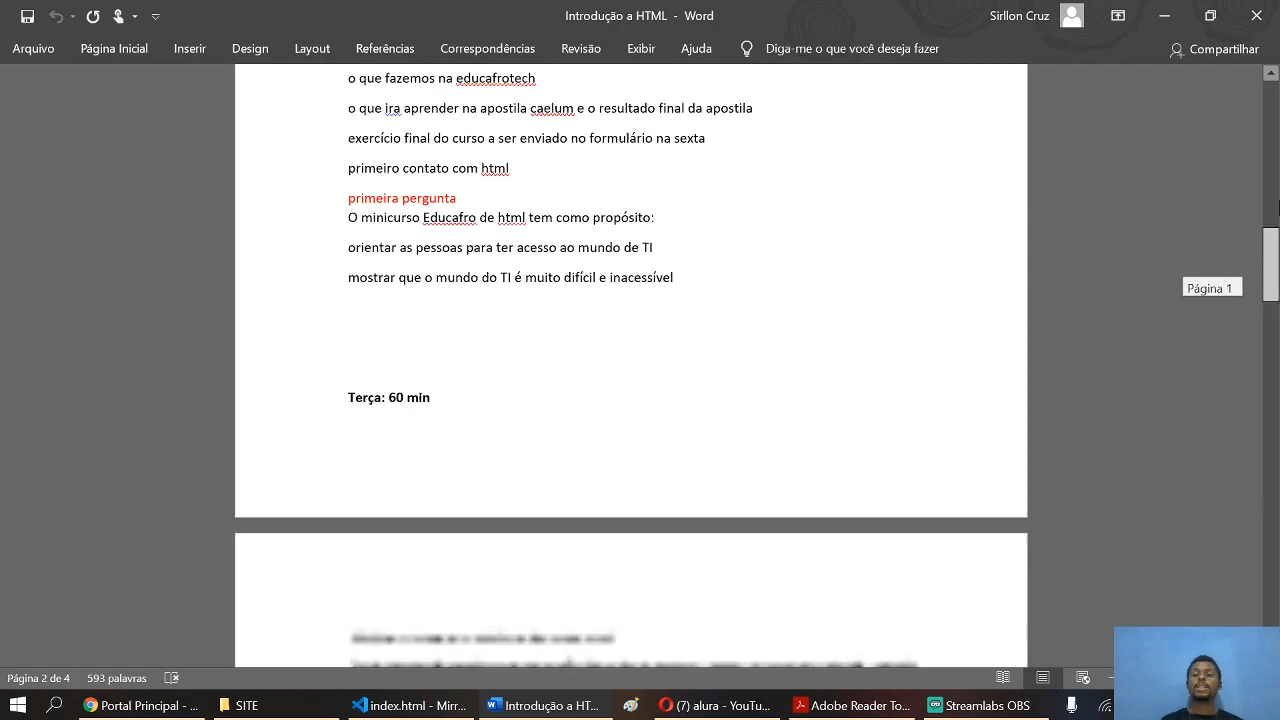 Introdução a HTML - Word
Sirllon Cruz
Arquivo Página Inicial Inserir Design Layout Referências Correspondências Revisão Exibir Ajuda Diga-me o que você deseja fazer Compartilhar
o que fazemos na educafrotech
o que ira aprender na apostila caelum e o resultado final da apostila
exercício final do curso a ser enviado no formulário na sexta
primeiro contato com html
primeira pergunta
O minicurso Educafro de html tem como propósito:
orientar as pessoas para ter acesso ao mundo de TI
mostrar que o mundo do TI é muito difícil e inacessível
Página 1
Terça: 60 min
Página 2 de 4 593 palavras
Portal Principal - ... SITE index.html - Mirr... Introdução a HT... (7) alura - YouTu... Adobe Reader To... Streamlabs OBS